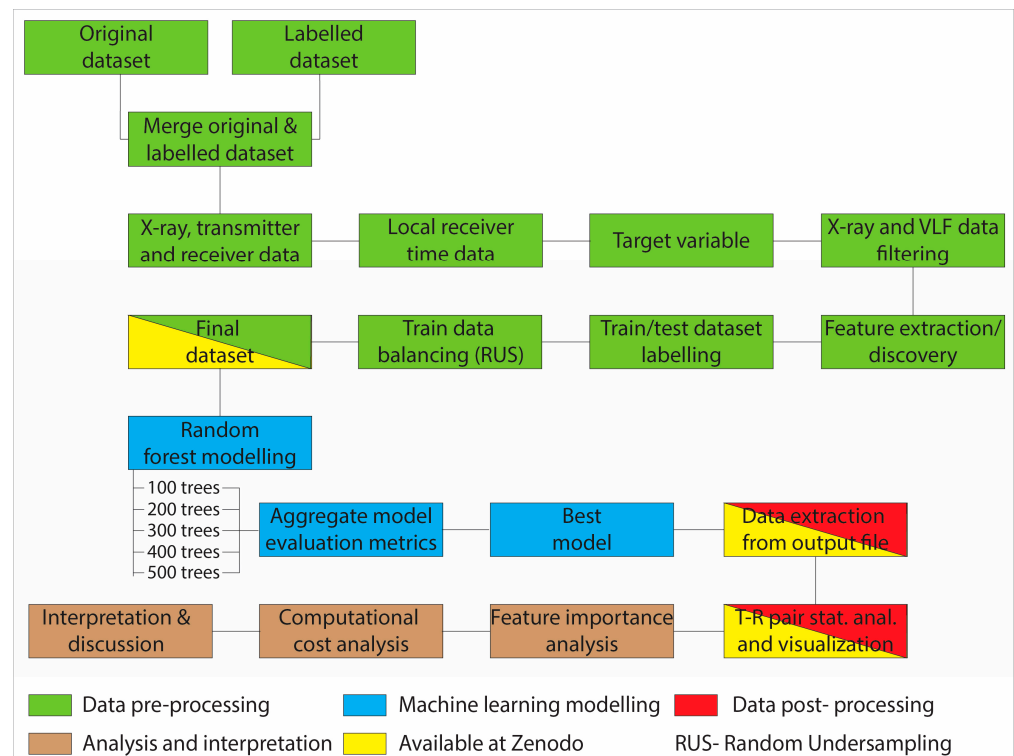 Original
dataset
Labelled
dataset
Merge original &
labelled dataset
X-ray, transmitter
and receiver data
Local receiver
time data
Target variable
X-ray and VLF data
filtering
Final
dataset
Train data
balancing (RUS)
Train/test dataset
labelling
Feature extraction/
discovery
Random
forest modelling
100 trees
200 trees
300 trees
400 trees
500 trees
Aggregate model
evaluation metrics
Best
model
Data extraction
from output file
Interpretation &
discussion
Computational
cost analysis
Feature importance
analysis
T-R pair stat. anal.
and visualization
Data pre-processing
Machine learning modelling
Data post- processing
Analysis and interpretation
Available at Zenodo
RUS- Random Undersampling